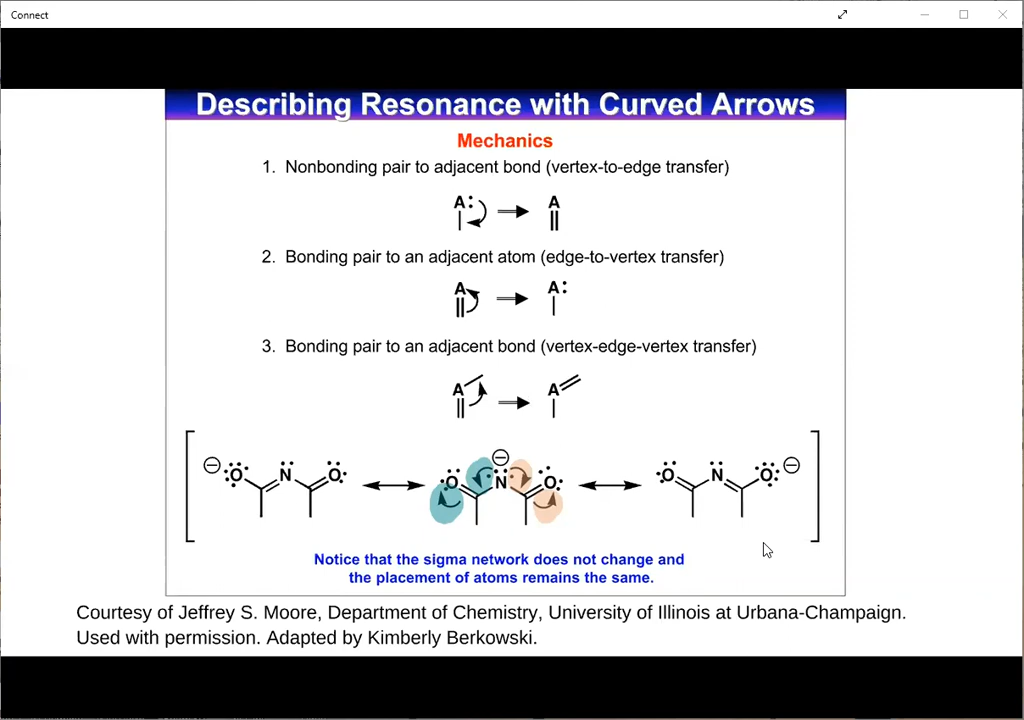 Connect
Describing Resonance with Curved Arrows
Mechanics
1. Nonbonding pair to adjacent bond (vertex-to-edge transfer)
A: A
2. Bonding pair to an adjacent atom (edge-to-vertex transfer)
A A:
3. Bonding pair to an adjacent bond (vertex-edge-vertex transfer)
A A
⊖ O N O ⊖ O N O O N O ⊖
Notice that the sigma network does not change and
the placement of atoms remains the same.
Courtesy of Jeffrey S. Moore, Department of Chemistry, University of Illinois at Urbana-Champaign.
Used with permission. Adapted by Kimberly Berkowski.